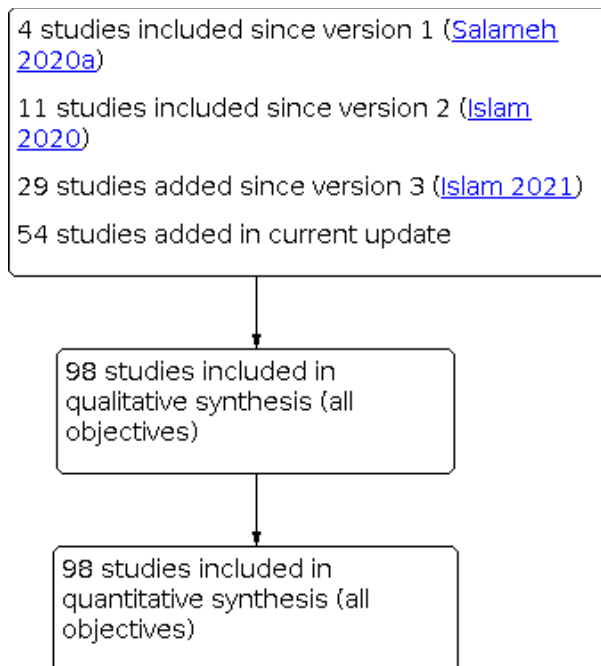 4 studies included since version 1 (Salameh
2020a)
11 studies included since version 2 (Islam
2020)
29 studies added since version 3 (Islam 2021)
54 studies added in current update
98 studies included in
qualitative synthesis (all
objectives)
98 studies included in
quantitative synthesis (all
objectives)